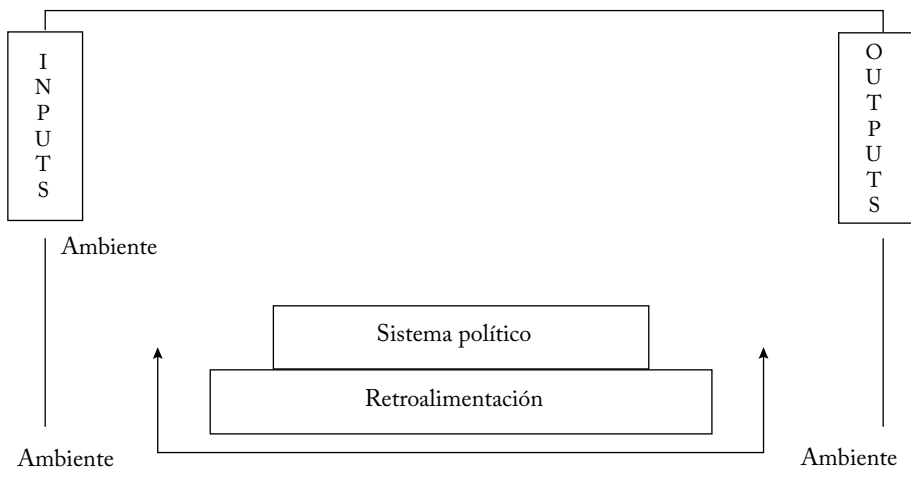 INPUTS
OUTPUTS
Ambiente
Sistema político
Retroalimentación
Ambiente
Ambiente